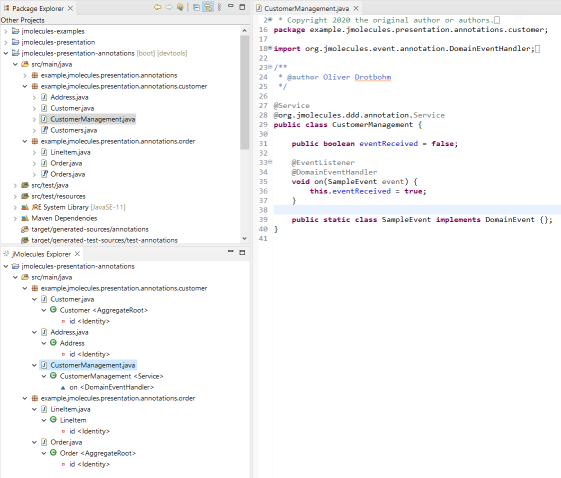 Package Explorer
Other Projects
jmolecules-examples
jmolecules-presentation
jmolecules-presentation-annotations [boot] [devtools]
src/main/java
example.jmolecules.presentation.annotations
example.jmolecules.presentation.annotations.customer
Address.java
Customer.java
CustomerManagement.java
Customers.java
example.jmolecules.presentation.annotations.order
LineItem.java
Order.java
Orders.java
src/test/java
src/test/resources
JRE System Library [JavaSE-11]
Maven Dependencies
target/generated-sources/annotations
target/generated-test-sources/test-annotations
jMolecules Explorer
jmolecules-presentation-annotations
src/main/java
example.jmolecules.presentation.annotations.customer
Customer.java
Customer <AggregateRoot>
id <Identity>
Address.java
Address
id <Identity>
CustomerManagement.java
CustomerManagement <Service>
on <DomainEventHandler>
example.jmolecules.presentation.annotations.order
LineItem.java
LineItem
id <Identity>
Order.java
Order <AggregateRoot>
id <Identity>
CustomerManagement.java
2 * Copyright 2020 the original author or authors.
16 package example.jmolecules.presentation.annotations.customer;
17
18 import org.jmolecules.event.annotation.DomainEventHandler;
22
23 /**
24 * @author Oliver Drotbohm
25 */
26
27 @Service
28 @org.jmolecules.ddd.annotation.Service
29 public class CustomerManagement {
30
31 public boolean eventReceived = false;
32
33 @EventListener
34 @DomainEventHandler
35 void on(SampleEvent event) {
36 this.eventReceived = true;
37 }
38
39 public static class SampleEvent implements DomainEvent {};
40 }
41